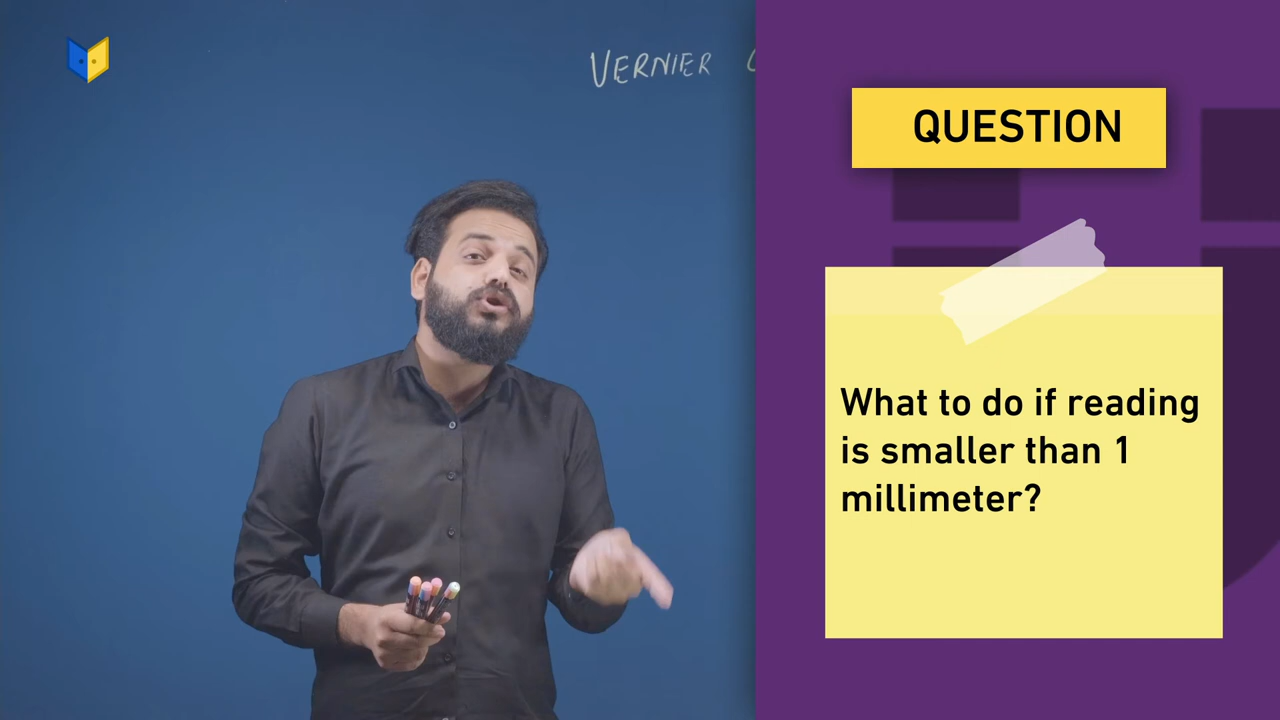 VERNIER
QUESTION
What to do if reading
is smaller than 1
millimeter?